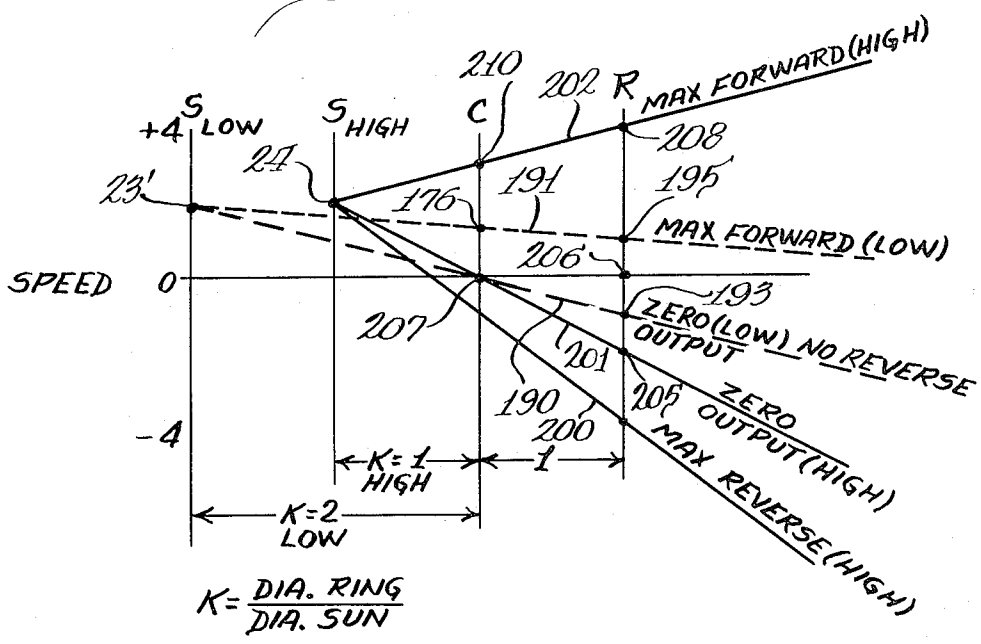 210
202
R
MAX FORWARD (HIGH)
S LOW
S HIGH
C
+4
208
24
23'
176
191
195
MAX FORWARD (LOW)
206
SPEED 0
193
207
ZERO (LOW) NO REVERSE
OUTPUT
201
190
200
205
ZERO
OUTPUT (HIGH)
-4
MAX REVERSE (HIGH)
K=1
HIGH
1
K=2
LOW
K= DIA. RING
DIA. SUN